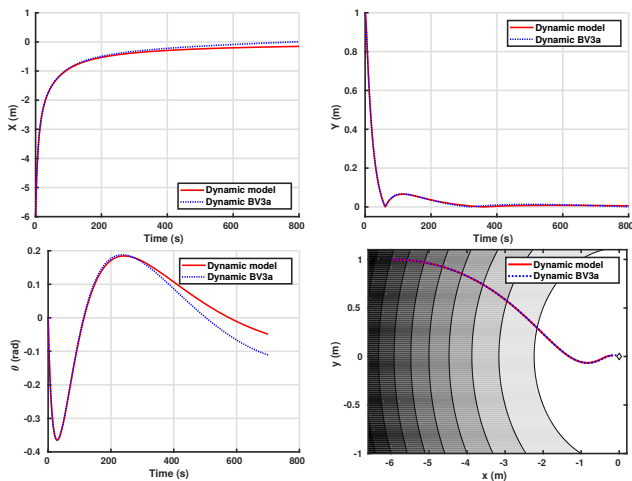 1
0
-1
-2
-3
-4
-5
-6
X (m)
Dynamic model
Dynamic BV3a
0 200 400 600 800
Time (s)
1
0.8
0.6
0.4
0.2
0
Y (m)
Dynamic model
Dynamic BV3a
0 200 400 600 800
Time (s)
0.2
0.1
0
-0.1
-0.2
-0.3
-0.4
θ (rad)
Dynamic model
Dynamic BV3a
0 200 400 600 800
Time (s)
1
0.5
0
-0.5
-1
y (m)
Dynamic model
Dynamic BV3a
-6 -5 -4 -3 -2 -1 0
x (m)